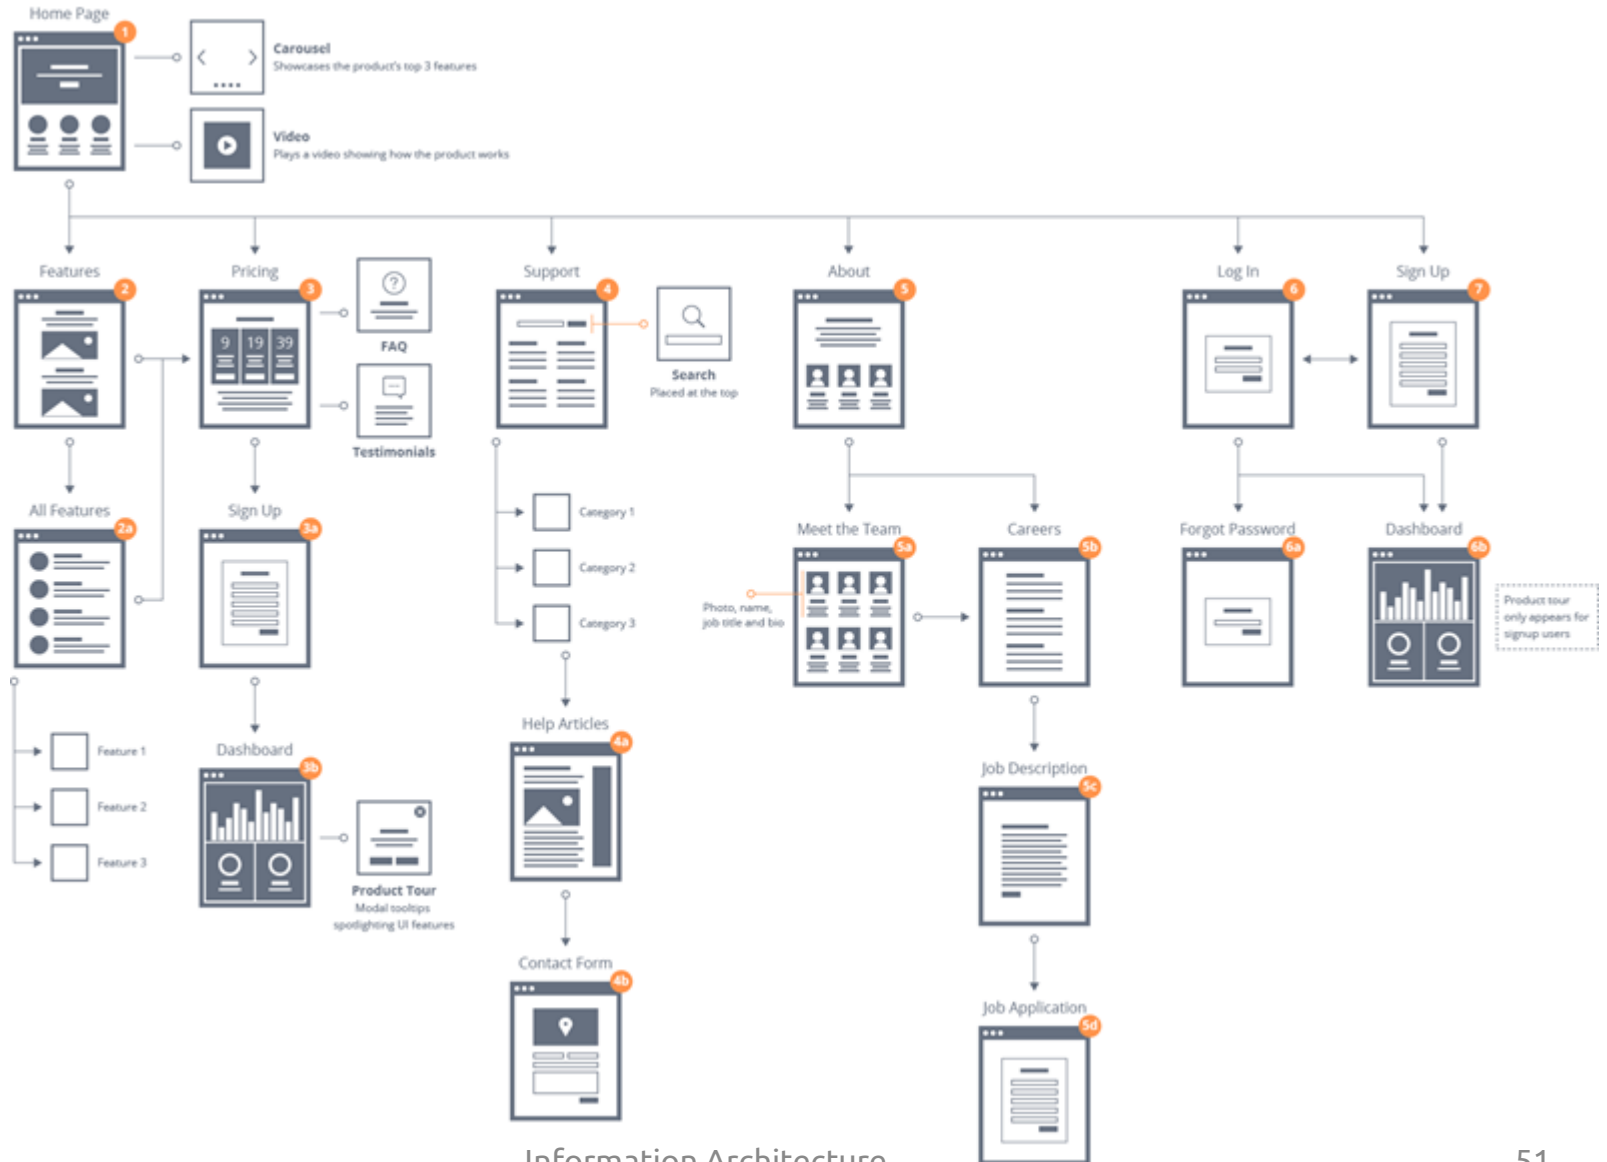 Home Page
1
Carousel
Showcases the product's top 3 features
Video
Plays a video showing how the product works
Features
2
Pricing
3
9 19 39
FAQ
Testimonials
Support
4
Search
Placed at the top
About
5
Log In
6
Sign Up
7
All Features
2a
Feature 1
Feature 2
Feature 3
Sign Up
3a
Dashboard
3b
Product Tour
Modal tooltips
spotlighting UI features
Category 1
Category 2
Category 3
Help Articles
4a
Contact Form
4b
Meet the Team
5a
Photo, name,
job title and bio
Careers
5b
Job Description
5c
Job Application
5d
Forgot Password
6a
Dashboard
6b
Product tour
only appears for
signup users
Information Architecture
51